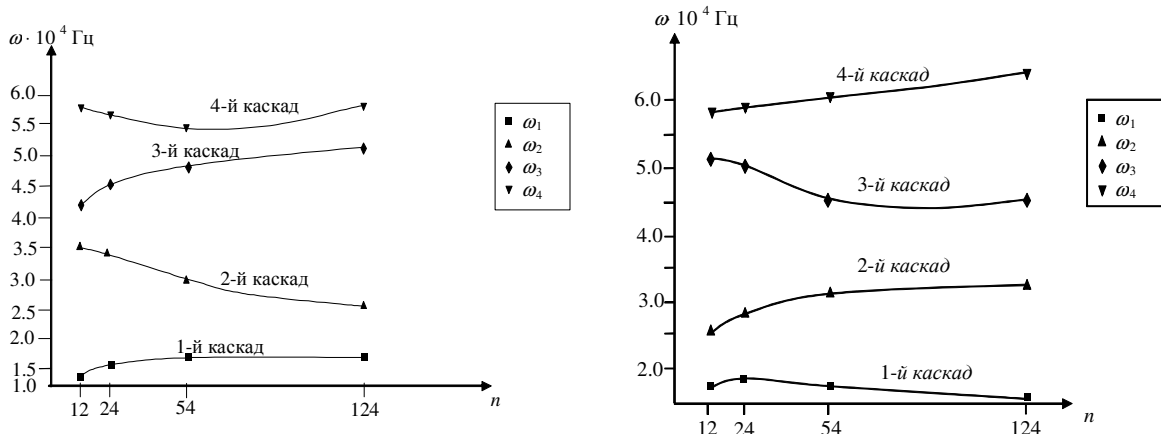 ω · 10⁴ Гц
6.0
5.5
5.0
4.5
4.0
3.5
3.0
2.5
2.0
1.5
1.0
4-й каскад
3-й каскад
2-й каскад
1-й каскад
12 24 54 124 n
ω₁
ω₂
ω₃
ω₄
ω· 10⁴ Гц
6.0
5.0
4.0
3.0
2.0
4-й каскад
3-й каскад
2-й каскад
1-й каскад
12 24 54 124 n
ω₁
ω₂
ω₃
ω₄